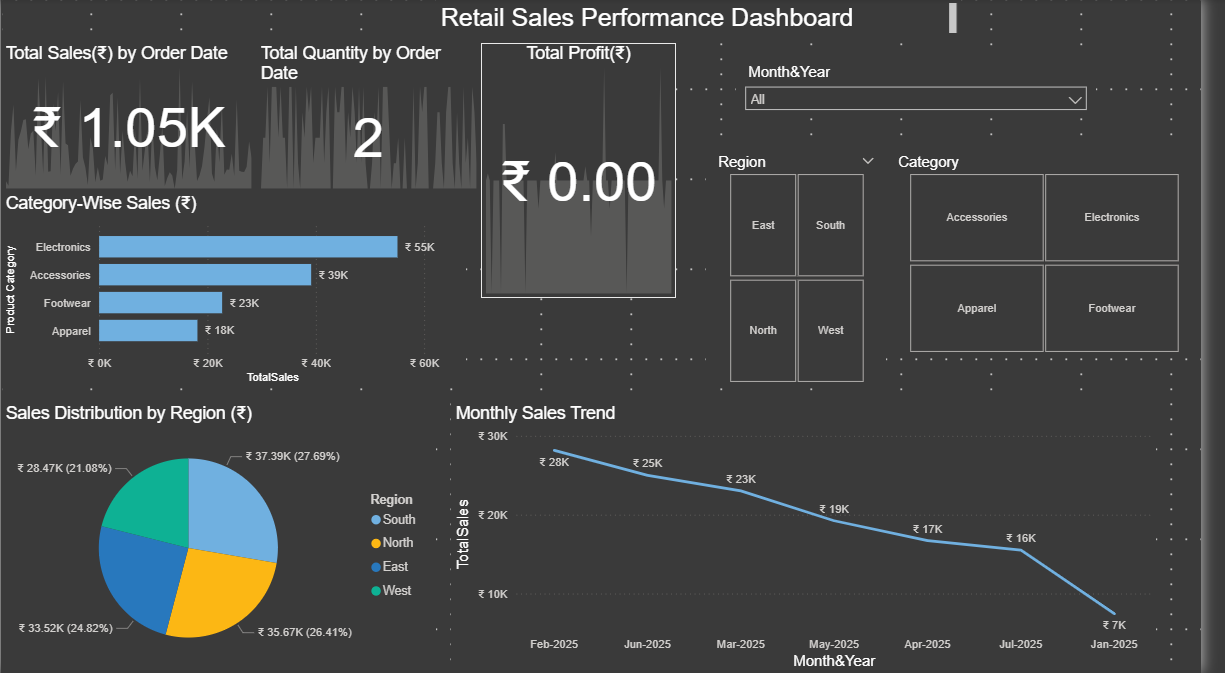 Retail Sales Performance Dashboard
Total Sales(₹) by Order Date
₹ 1.05K
Total Quantity by Order
Date
2
Total Profit(₹)
₹ 0.00
Month&Year
All
Region
East
South
North
West
Category
Accessories
Electronics
Apparel
Footwear
Category-Wise Sales (₹)
Product Category
Electronics
₹ 55K
Accessories
₹ 39K
Footwear
₹ 23K
Apparel
₹ 18K
₹ 0K
₹ 20K
₹ 40K
₹ 60K
TotalSales
Sales Distribution by Region (₹)
₹ 37.39K (27.69%)
₹ 28.47K (21.08%)
₹ 33.52K (24.82%)
₹ 35.67K (26.41%)
Region
South
North
East
West
Monthly Sales Trend
TotalSales
₹ 30K
₹ 20K
₹ 10K
₹ 28K
₹ 25K
₹ 23K
₹ 19K
₹ 17K
₹ 16K
₹ 7K
Feb-2025
Jun-2025
Mar-2025
May-2025
Apr-2025
Jul-2025
Jan-2025
Month&Year